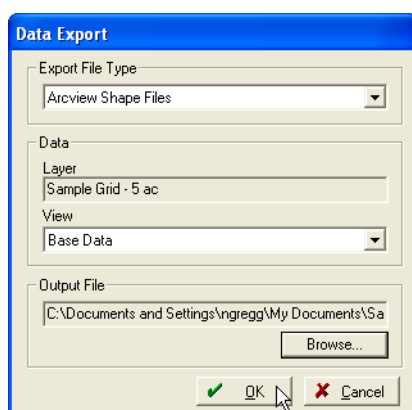 Data Export
Export File Type
Arcview Shape Files
Data
Layer
Sample Grid - 5 ac
View
Base Data
Output File
C:\Documents and Settings\ngregg\My Documents\Sa
Browse...
OK Cancel